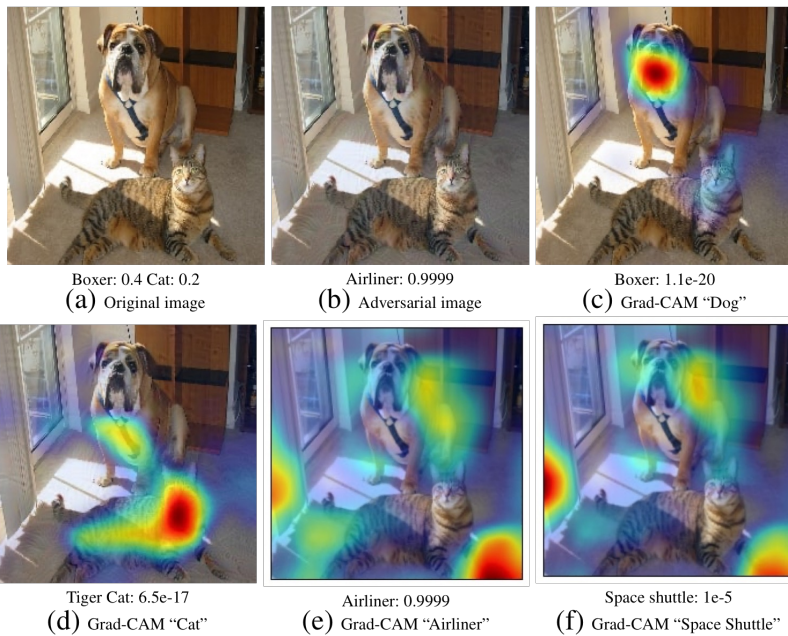 Boxer: 0.4 Cat: 0.2
(a) Original image
Airliner: 0.9999
(b) Adversarial image
Boxer: 1.1e-20
(c) Grad-CAM “Dog”
Tiger Cat: 6.5e-17
(d) Grad-CAM “Cat”
Airliner: 0.9999
(e) Grad-CAM “Airliner”
Space shuttle: 1e-5
(f) Grad-CAM “Space Shuttle”